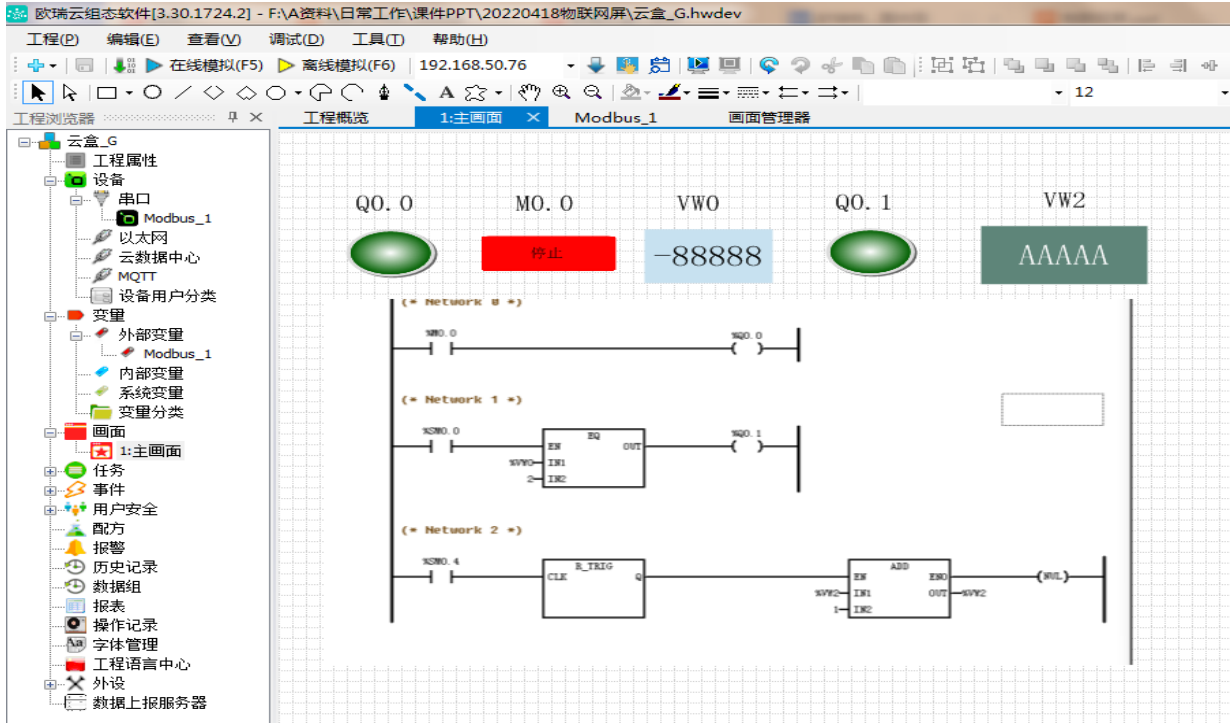 欧瑞云组态软件[3.30.1724.2] - F:\A资料\日常工作\课件PPT\20220418物联网屏\云盒_G.hwdev
工程(P) 编辑(E) 查看(V) 调试(D) 工具(T) 帮助(H)
在线模拟(F5) 离线模拟(F6) 192.168.50.76
A 12
工程浏览器
工程概览 1:主画面 Modbus_1 画面管理器
云盒_G
工程属性
设备
串口
Modbus_1
以太网
云数据中心
MQTT
设备用户分类
变量
外部变量
Modbus_1
内部变量
系统变量
变量分类
画面
1:主画面
任务
事件
用户安全
配方
报警
历史记录
数据组
报表
操作记录
字体管理
工程语言中心
外设
数据上报服务器
Q0.0 M0.0 VW0 Q0.1 VW2
停止 -88888 AAAAA
(* Network 0 *)
%M0.0 %Q0.0
(* Network 1 *)
%SM0.0 EQ %Q0.1
EN OUT
%VW0 IN1
2 IN2
(* Network 2 *)
%SM0.4 R_TRIG ADD
CLK Q EN ENO (NUL)
%VW2 IN1 OUT %VW2
1 IN2